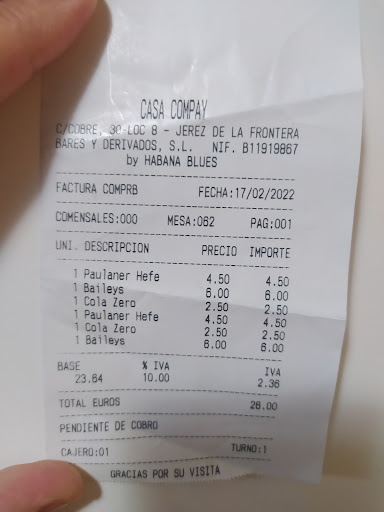 CASA COMPAY
C/COBRE, 30-LOC 8 - JEREZ DE LA FRONTERA
BARES Y DERIVADOS, S.L. NIF. B11919867
by HABANA BLUES
FACTURA COMPRB FECHA:17/02/2022
COMENSALES:000 MESA:062 PAG:001
UNI. DESCRIPCION PRECIO IMPORTE
1 Paulaner Hefe 4.50 4.50
1 Baileys 6.00 6.00
1 Cola Zero 2.50 2.50
1 Paulaner Hefe 4.50 4.50
1 Cola Zero 2.50 2.50
1 Baileys 6.00 6.00
BASE % IVA IVA
23.64 10.00 2.36
TOTAL EUROS 26.00
PENDIENTE DE COBRO
CAJERO:01 TURNO:1
GRACIAS POR SU VISITA